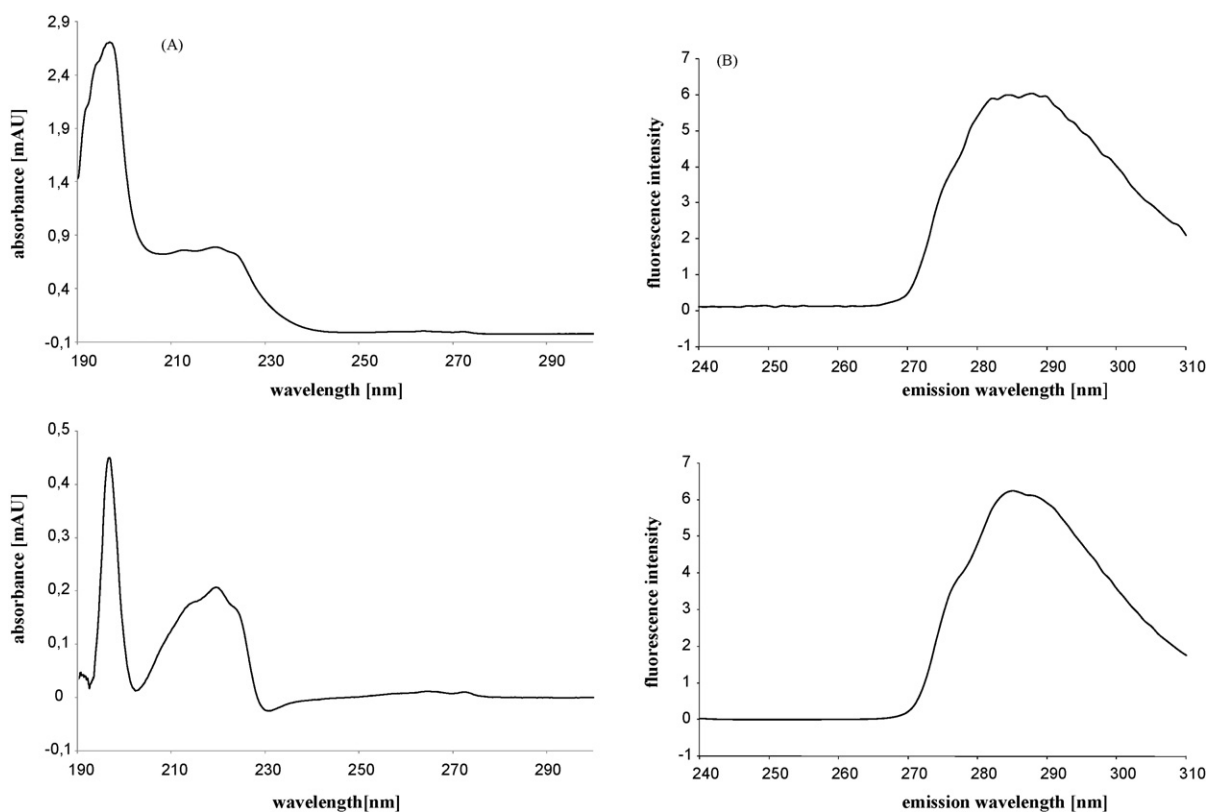 (A)
absorbance [mAU]
2,9
2,4
1,9
1,4
0,9
0,4
-0,1
190 210 230 250 270 290
wavelength [nm]
(B)
fluorescence intensity
7
6
5
4
3
2
1
0
-1
240 250 260 270 280 290 300 310
emission wavelength [nm]
absorbance [mAU]
0,5
0,4
0,3
0,2
0,1
0
-0,1
190 210 230 250 270 290
wavelength[nm]
fluorescence intensity
7
6
5
4
3
2
1
0
-1
240 250 260 270 280 290 300 310
emission wavelength [nm]